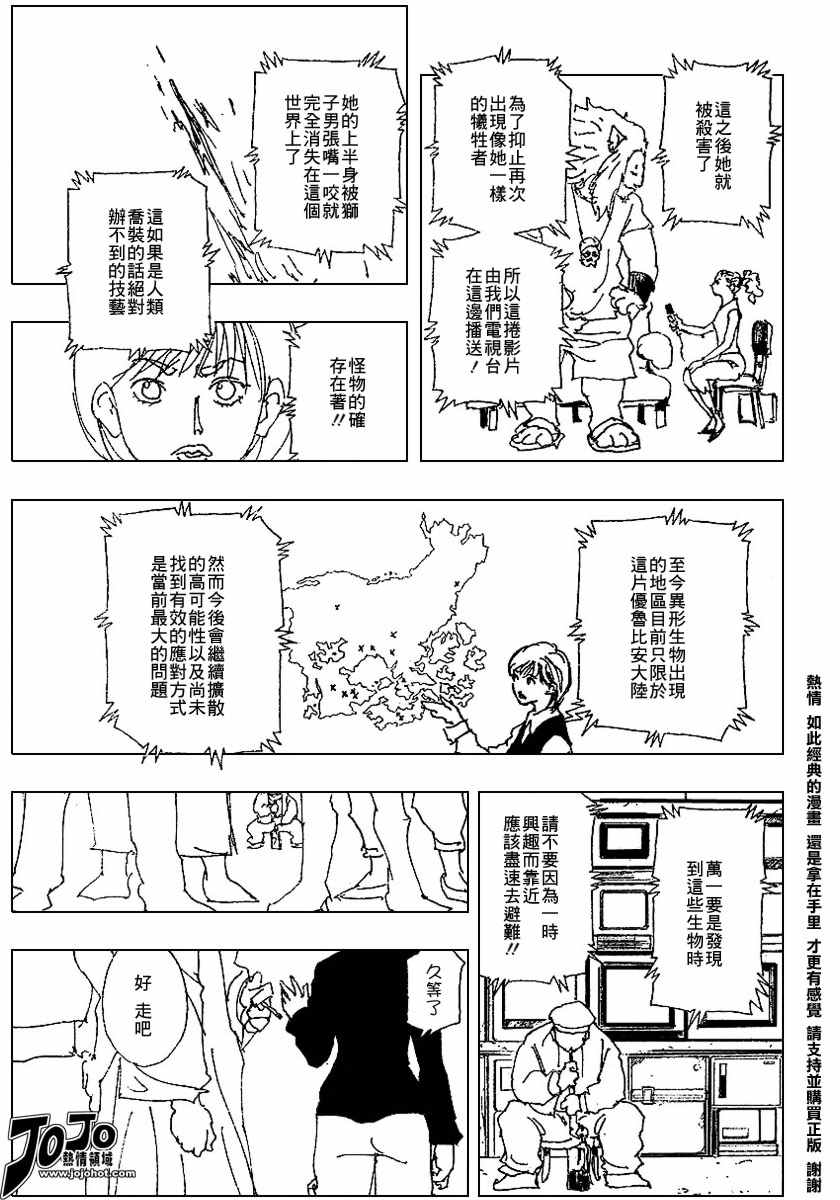 這之後她就
被殺害了
為了抑止再次
出現像她一樣
的犧牲者
所以這捲影片
由我們電視台
在這邊播送!
她的上半身被獅
子男張嘴一咬就
完全消失在這個
世界上了
這如果是人類
喬裝的話絕對
辦不到的技藝
怪物的確
存在著!!
至今異形生物出現
的地區目前只限於
這片優魯比安大陸
然而今後會繼續擴散
的高可能性以及尚未
找到有效的應對方式
是當前最大的問題
萬一要是發現
到這些生物時
請不要因為一時
興趣而靠近
應該盡速去避難!!
久等了
好 走吧
熱情 如此經典的漫畫 還是拿在手里 才更有感覺 請支持並購買正版 謝謝
JOJO
熱情領域
www.jojohot.com